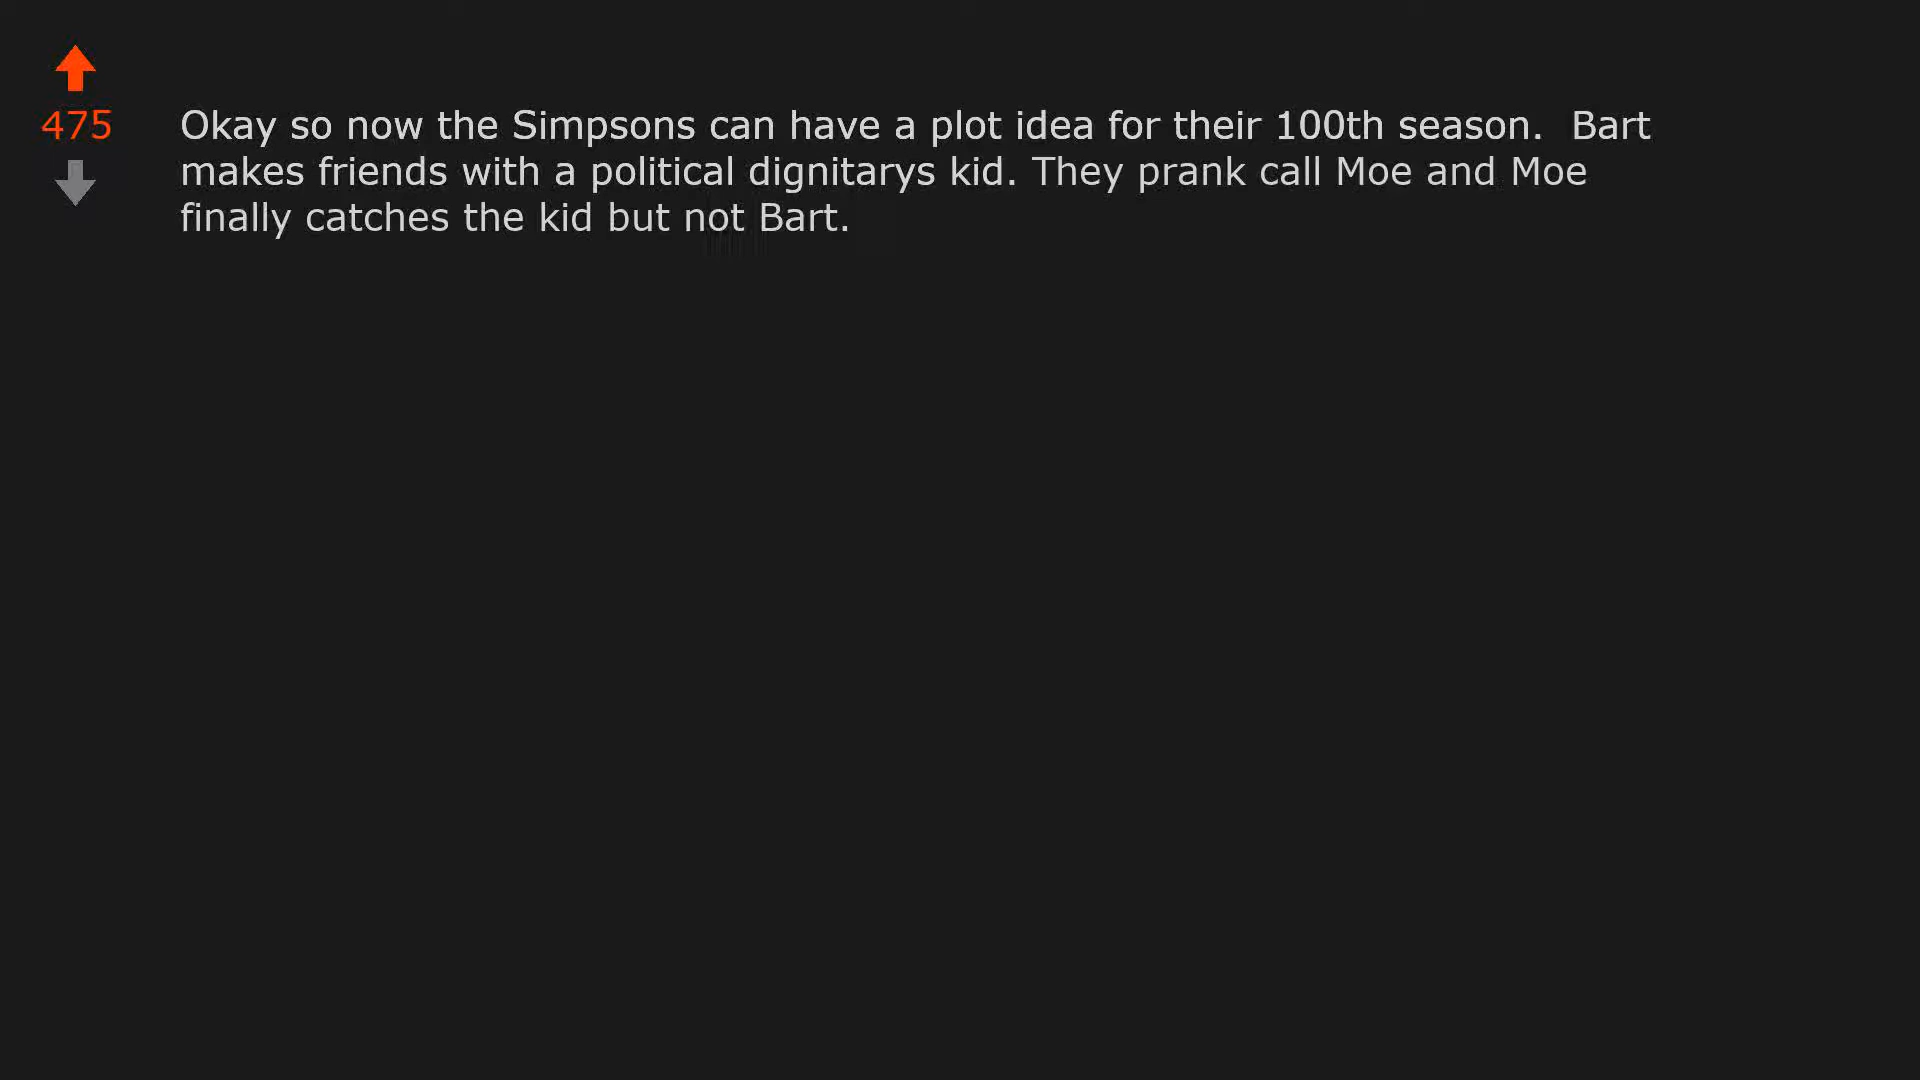 475
Okay so now the Simpsons can have a plot idea for their 100th season.  Bart
makes friends with a political dignitarys kid. They prank call Moe and Moe
finally catches the kid but not Bart.